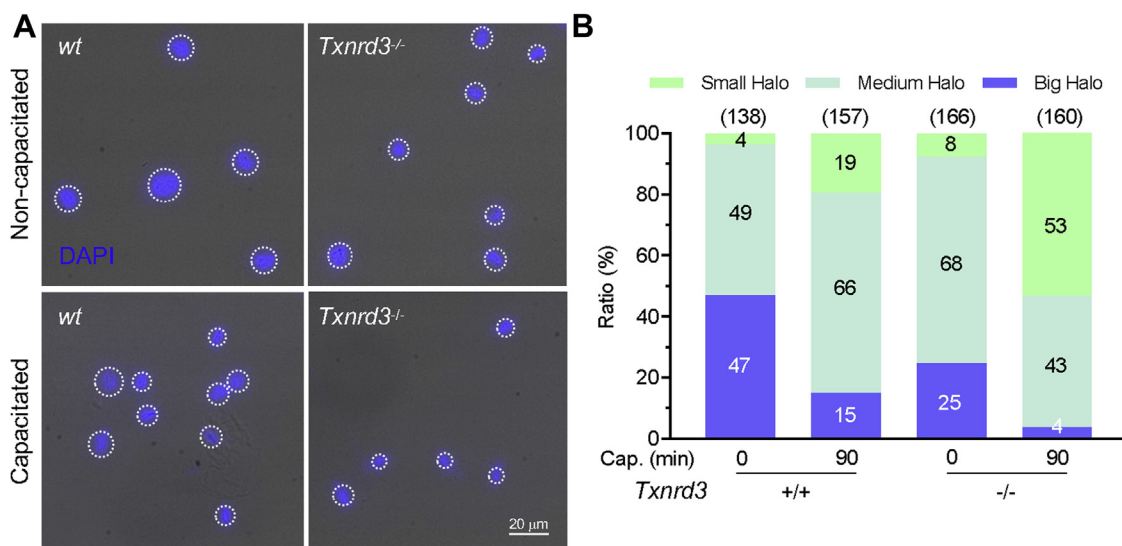 A
Non-capacitated
wt
Txnrd3-/-
DAPI
Capacitated
wt
Txnrd3-/-
20 μm
B
Small Halo Medium Halo Big Halo
(138) (157) (166) (160)
Ratio (%)
100
80
60
40
20
0
4 49 47
19 66 15
8 68 25
53 43 4
Cap. (min) 0 90 0 90
Txnrd3 +/+ -/-